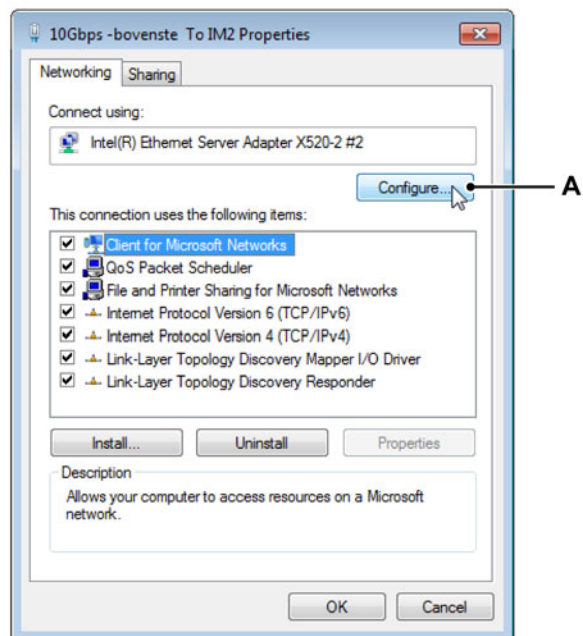 10Gbps -bovenste To IM2 Properties
Networking Sharing
Connect using:
Intel(R) Ethernet Server Adapter X520-2 #2
Configure...
A
This connection uses the following items:
Client for Microsoft Networks
QoS Packet Scheduler
File and Printer Sharing for Microsoft Networks
Internet Protocol Version 6 (TCP/IPv6)
Internet Protocol Version 4 (TCP/IPv4)
Link-Layer Topology Discovery Mapper I/O Driver
Link-Layer Topology Discovery Responder
Install... Uninstall Properties
Description
Allows your computer to access resources on a Microsoft
network.
OK Cancel